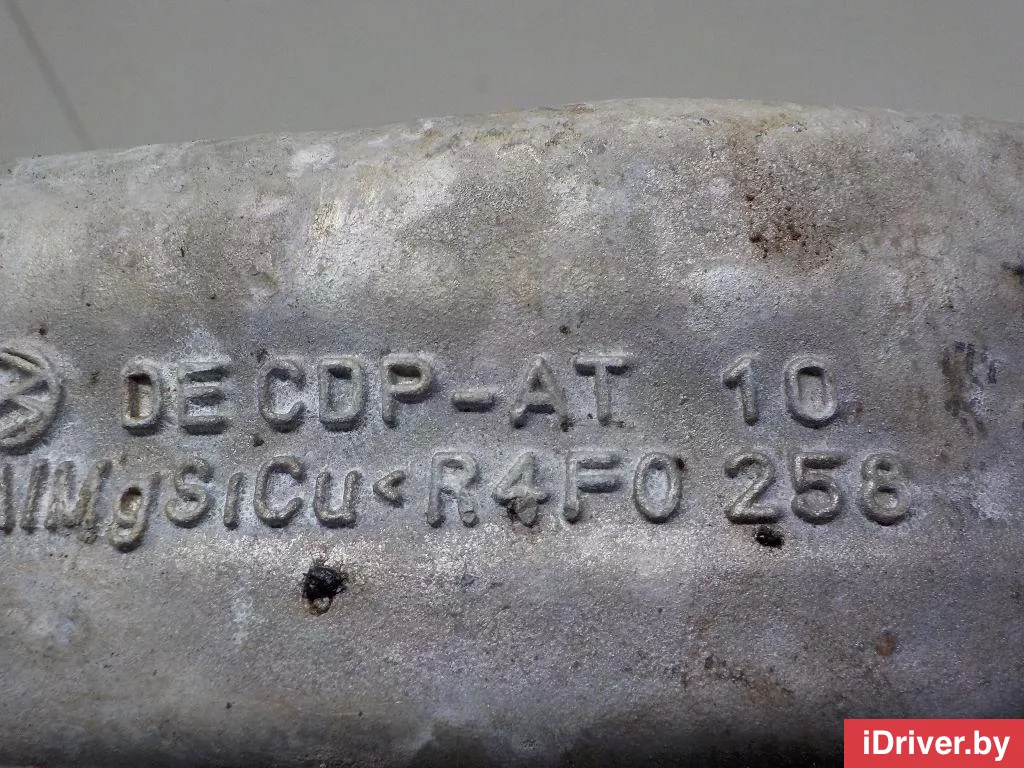 DE CDP-AT 10
AlMgSiCu< R4F0 258
iDriver.by